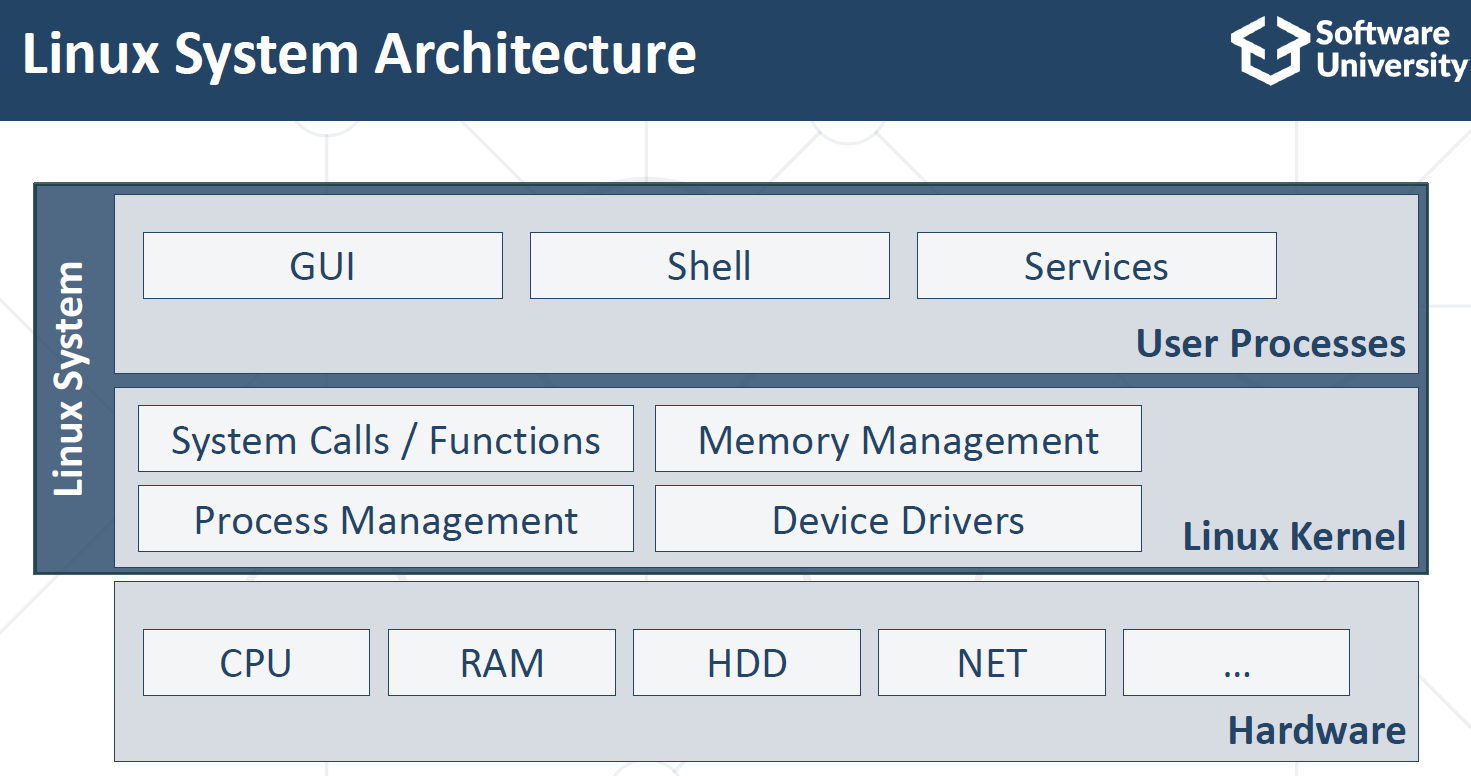 Linux System Architecture
Software
University
Linux System
GUI
Shell
Services
User Processes
System Calls / Functions
Memory Management
Process Management
Device Drivers
Linux Kernel
CPU
RAM
HDD
NET
...
Hardware